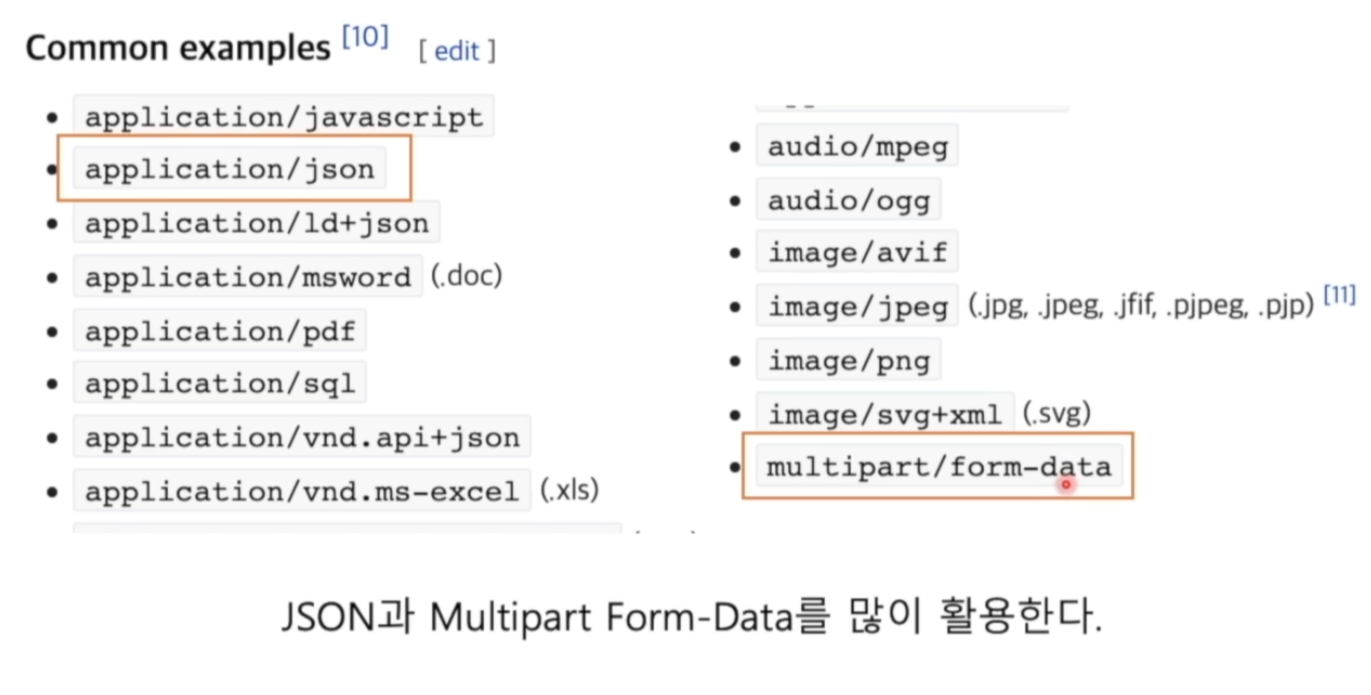 Common examples [10] [ edit ]
application/javascript
application/json
application/ld+json
application/msword (.doc)
application/pdf
application/sql
application/vnd.api+json
application/vnd.ms-excel (.xls)
audio/mpeg
audio/ogg
image/avif
image/jpeg (.jpg, .jpeg, .jfif, .pjpeg, .pjp) [11]
image/png
image/svg+xml (.svg)
multipart/form-data
JSON과 Multipart Form-Data를 많이 활용한다.